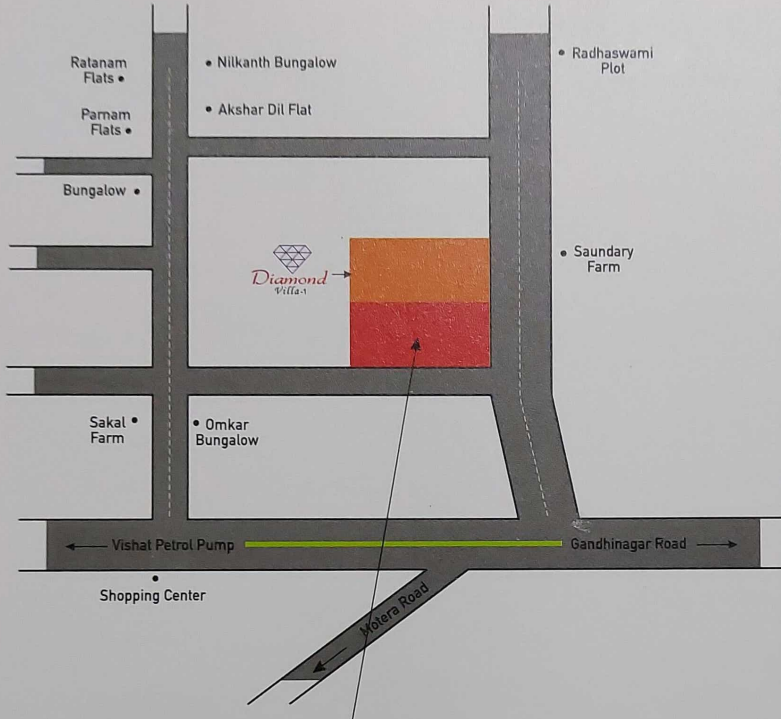 Ratanam
Flats
Nilkanth Bungalow
Radhaswami
Plot
Parnam
Flats
Akshar Dil Flat
Bungalow
Diamond
Villa-1
Saundary
Farm
Sakal
Farm
Omkar
Bungalow
Vishat Petrol Pump
Gandhinagar Road
Shopping Center
Motera Road